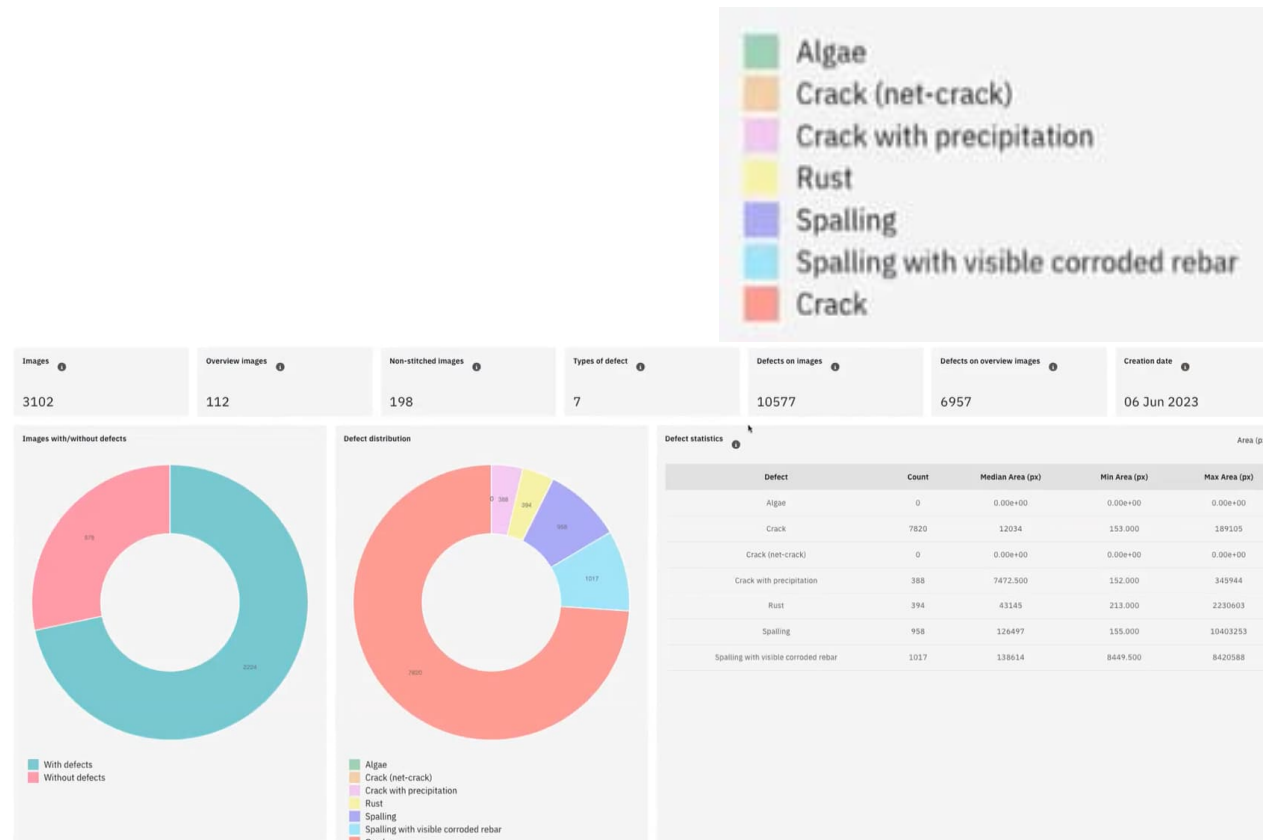 Algae
Crack (net-crack)
Crack with precipitation
Rust
Spalling
Spalling with visible corroded rebar
Crack
Images
Overview images
Non-stitched images
Types of defect
Defects on images
Defects on overview images
Creation date
3102
112
198
7
10577
6957
06 Jun 2023
Images with/without defects
With defects
Without defects
Defect distribution
0
388
394
958
1017
7820
Algae
Crack (net-crack)
Crack with precipitation
Rust
Spalling
Spalling with visible corroded rebar
Defect statistics
Area (p
Defect Count Median Area (px) Min Area (px) Max Area (px)
Algae 0 0.00e+00 0.00e+00 0.00e+00
Crack 7820 12034 153.000 189105
Crack (net-crack) 0 0.00e+00 0.00e+00 0.00e+00
Crack with precipitation 388 7472.500 152.000 345944
Rust 394 43145 213.000 2230603
Spalling 958 126497 155.000 10403253
Spalling with visible corroded rebar 1017 138614 8449.500 8420588